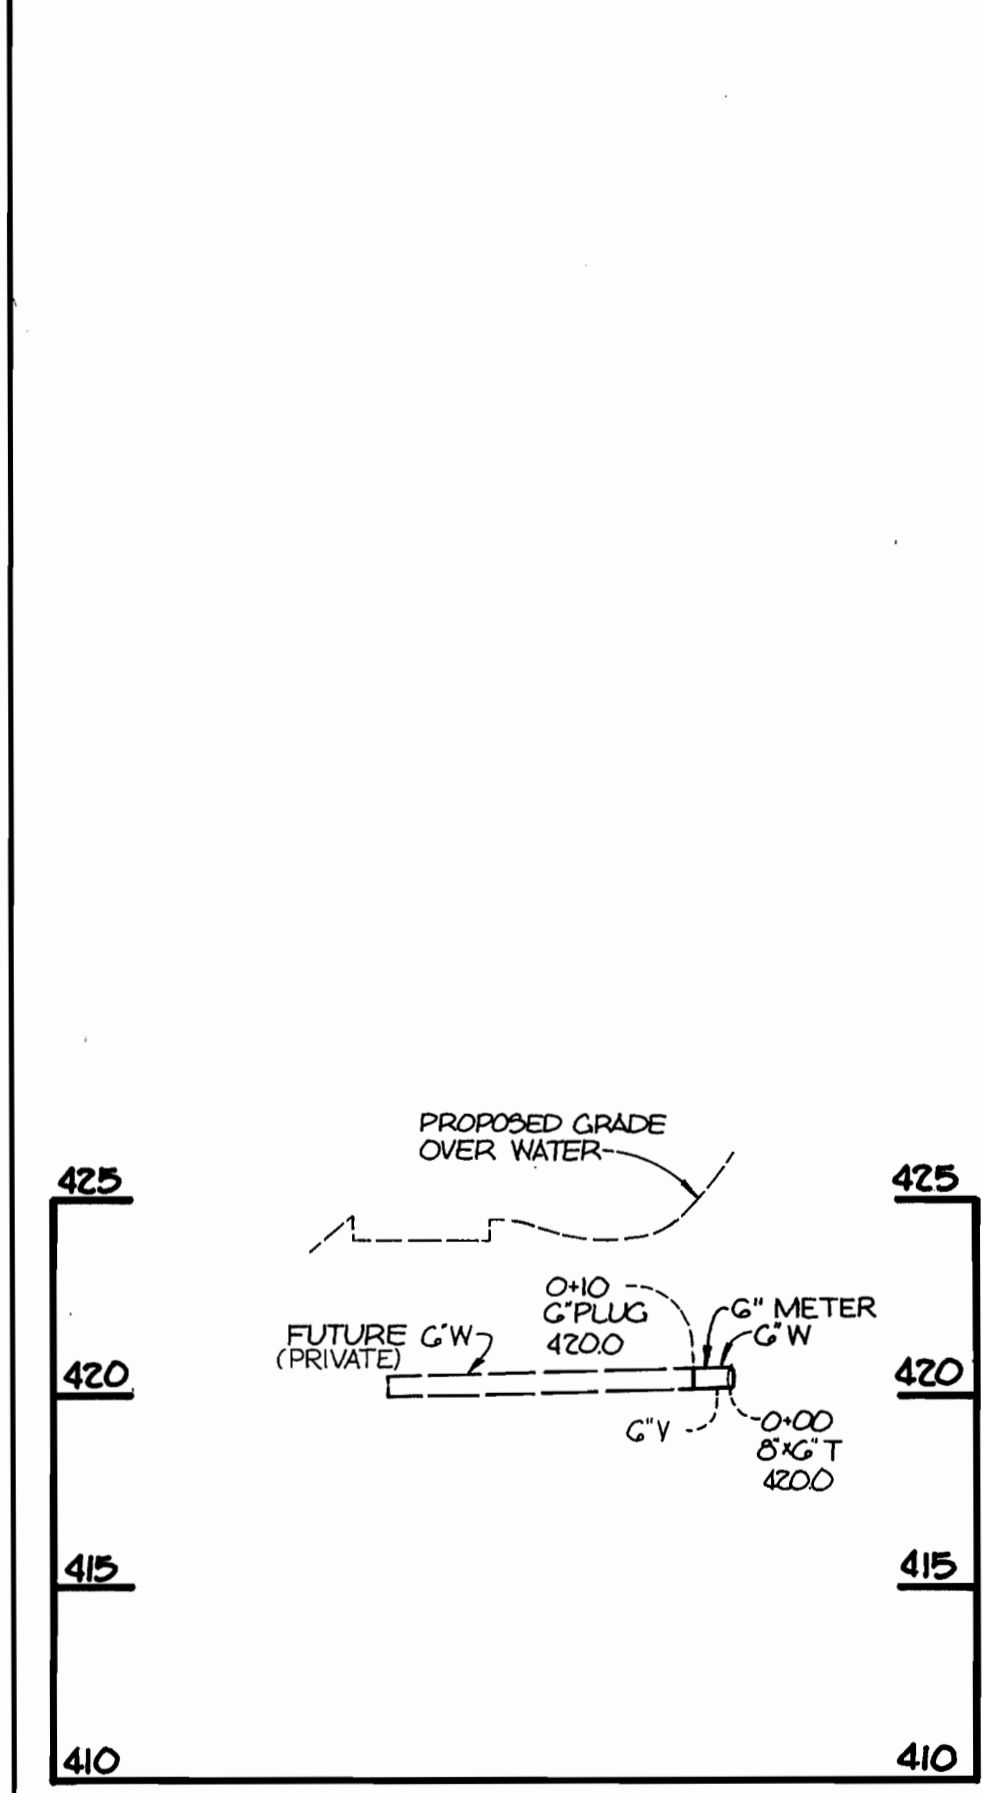 PROPOSED GRADE
OVER WATER
425
425
0+10
6"PLUG
420.0
6" METER
6"W
FUTURE 6"W
(PRIVATE)
420
420
6"V
0+00
8"x6"T
420.0
415
415
410
410